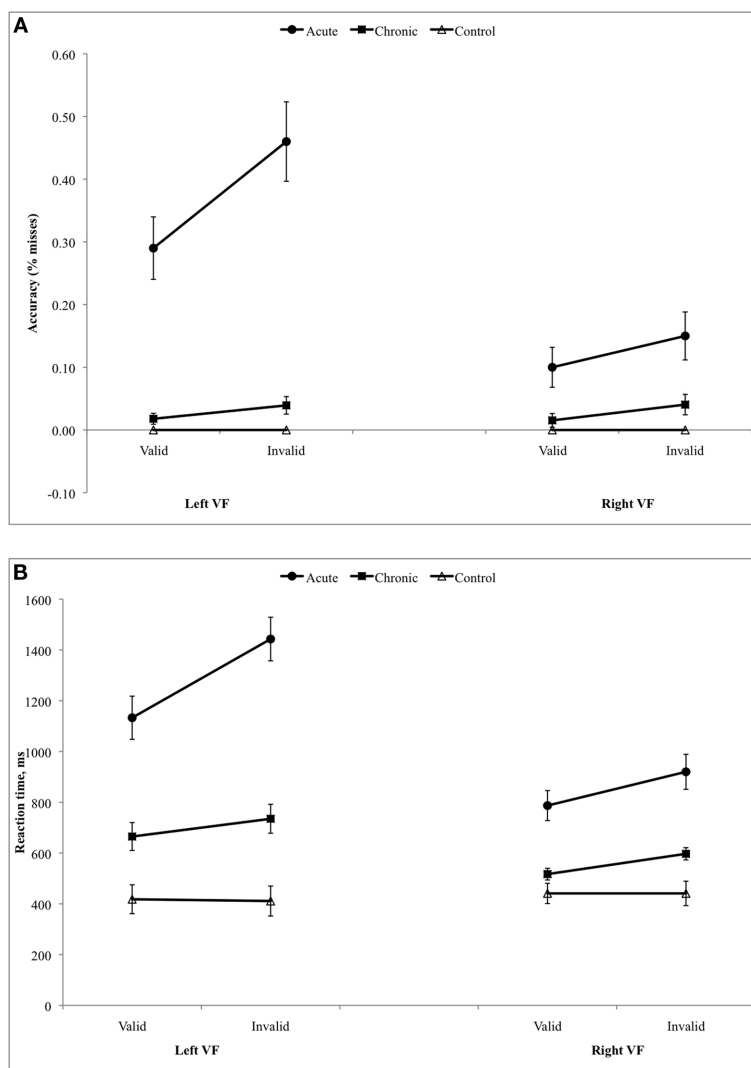 A
Acute Chronic Control
0.60
0.50
0.40
0.30
0.20
0.10
0.00
-0.10
Accuracy (% misses)
Valid Invalid Valid Invalid
Left VF Right VF
B
Acute Chronic Control
1600
1400
1200
1000
800
600
400
200
0
Reaction time, ms
Valid Invalid Valid Invalid
Left VF Right VF